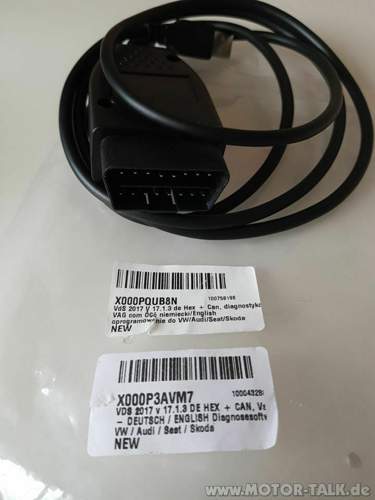 X000PQUB8N
100758198
VdS 2017 V 17.1.3 de Hex + Can, diagnostyka
VAG com niemiecki/English
oprogramowanie do VW/Audi/Seat/Skoda
NEW
X000P3AVM7
10004328
VDS 2017 v 17.1.3 DE HEX + CAN, Vs
- DEUTSCH / ENGLISH Diagnosesoftw
VW / Audi / Seat / Skoda
NEW
© www.MOTOR-TALK.de